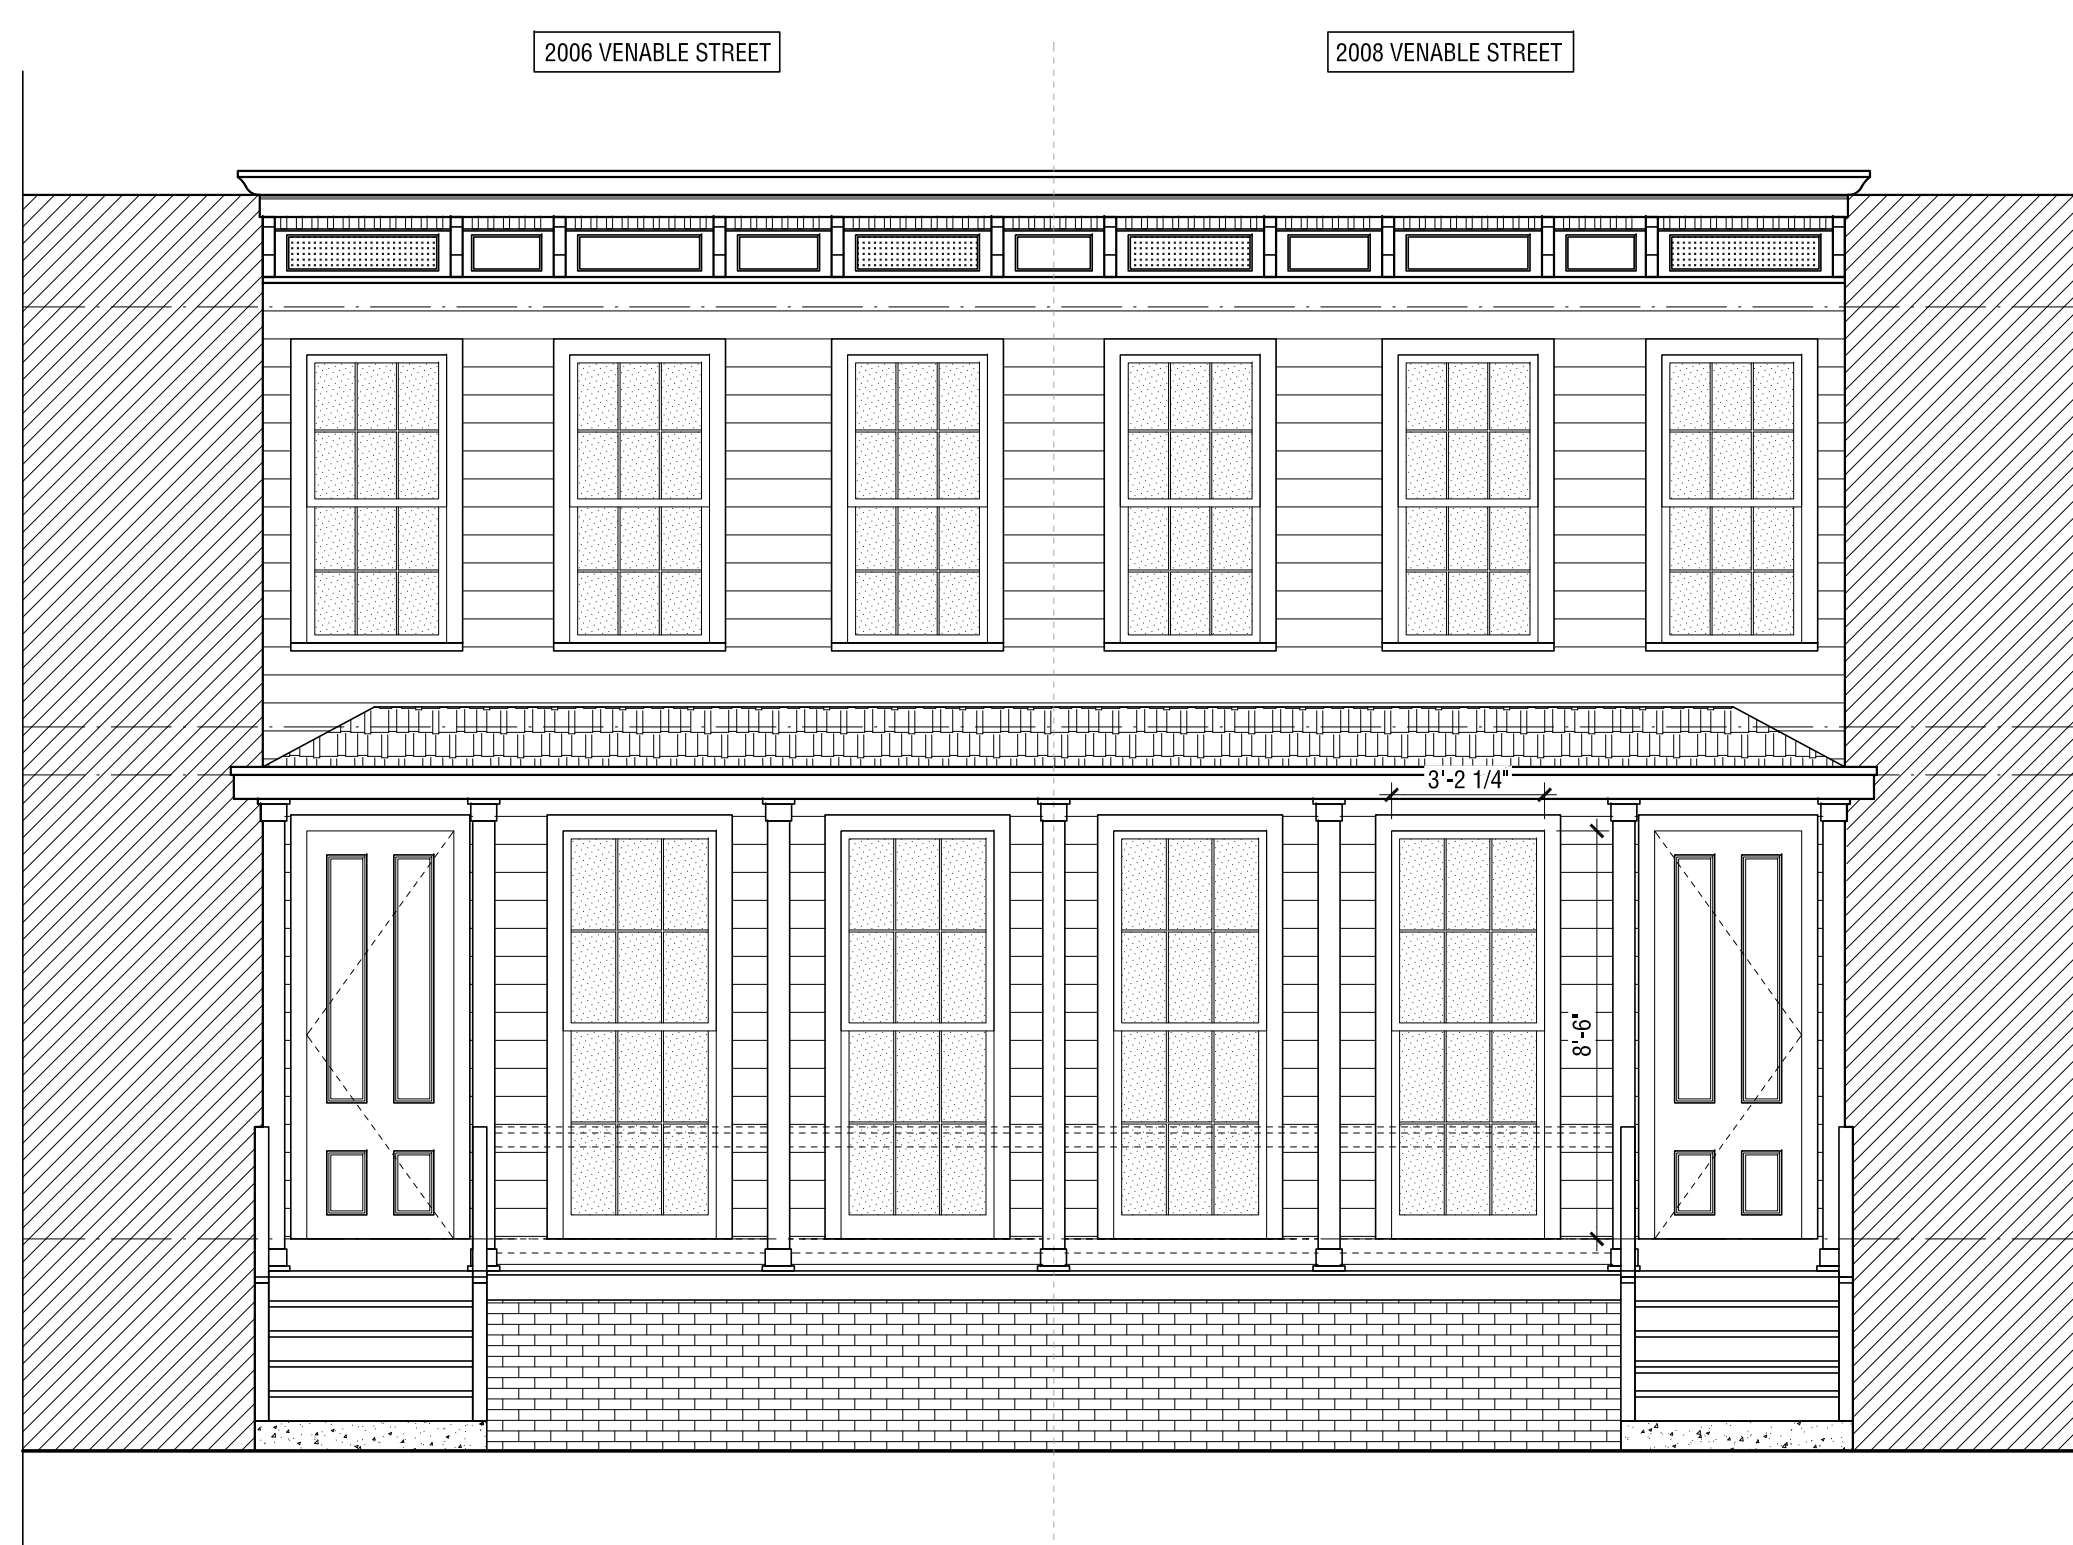 2006 VENABLE STREET
2008 VENABLE STREET
3'-2 1/4"
8'-6"